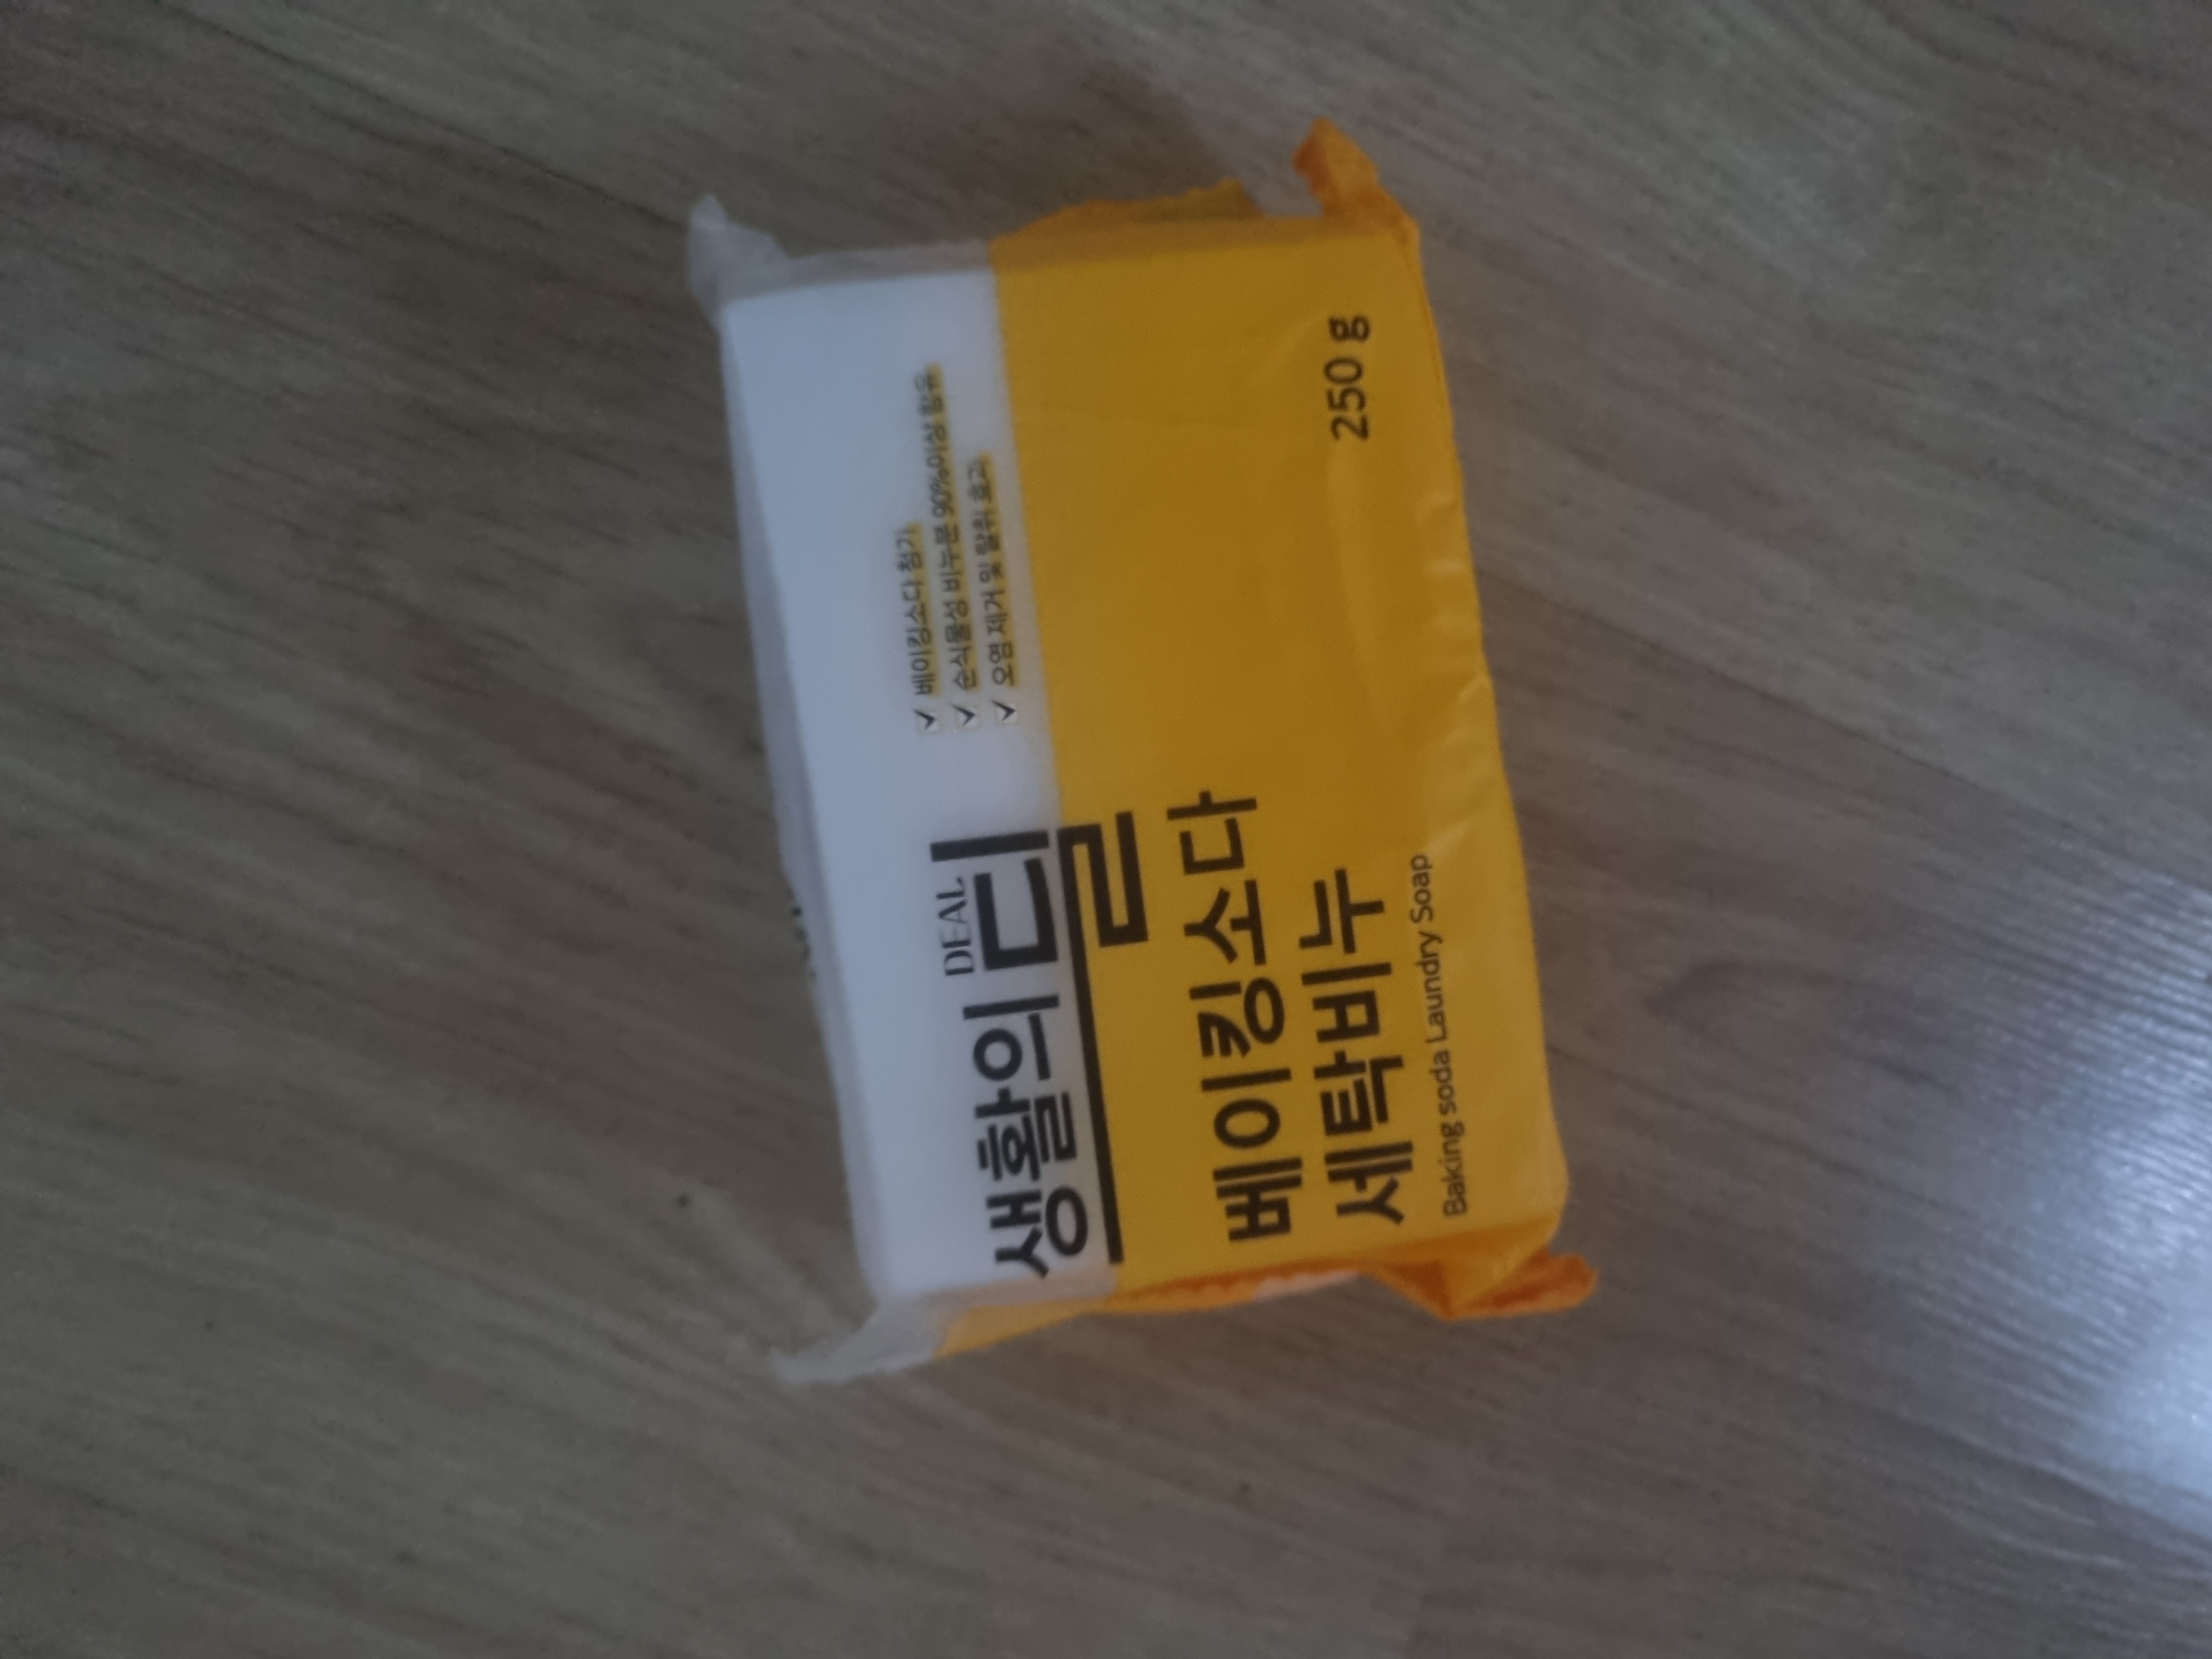 생활의 딜
DEAL
✓ 베이킹소다 첨가
✓ 순식물성 비누분 90%이상 함유
✓ 오염 제거 및 탈취 효과
베이킹소다
세탁비누
Baking soda Laundry Soap
250 g